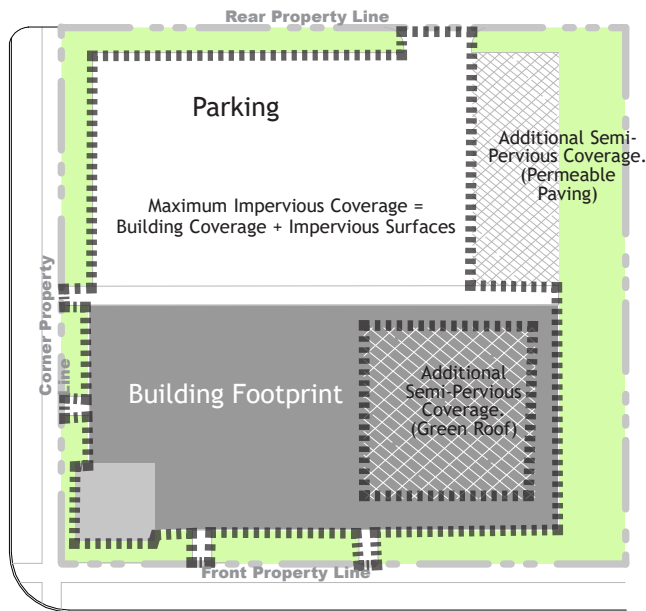 Rear Property Line
Parking
Additional Semi-
Pervious Coverage.
(Permeable
Paving)
Maximum Impervious Coverage =
Building Coverage + Impervious Surfaces
Corner Property
Line
Building Footprint
Additional
Semi-Pervious
Coverage.
(Green Roof)
Front Property Line